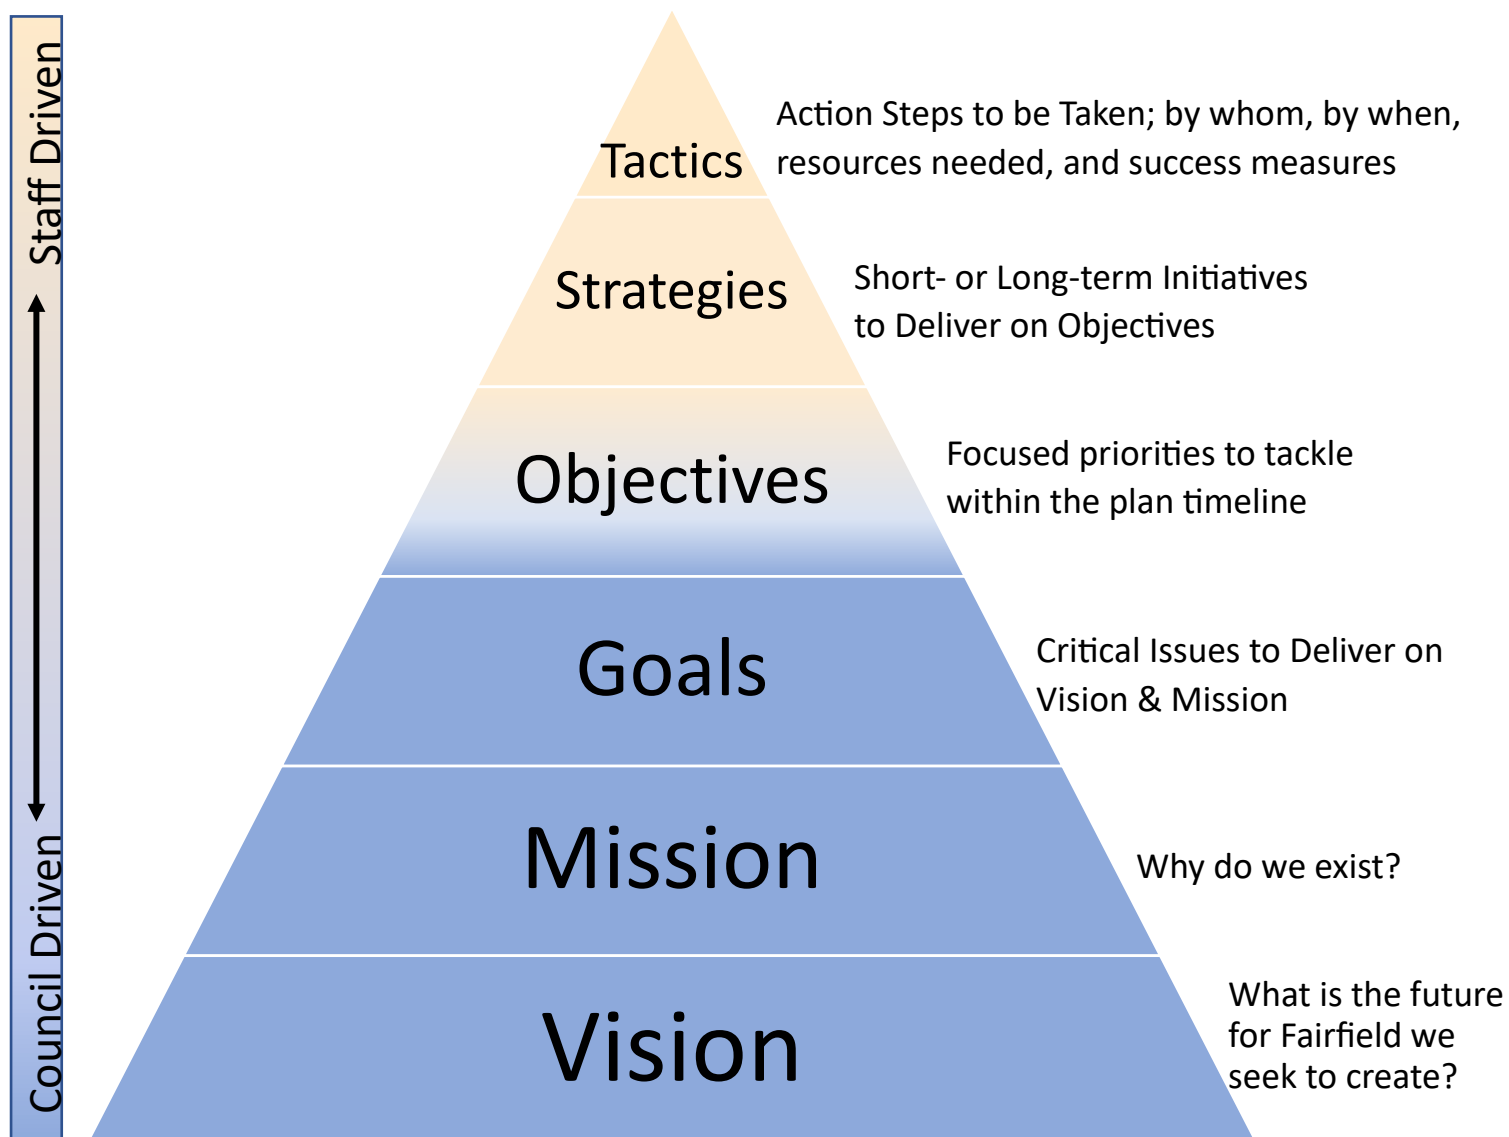 Staff Driven
Council Driven
Tactics
Action Steps to be Taken; by whom, by when,
resources needed, and success measures
Strategies
Short- or Long-term Initiatives
to Deliver on Objectives
Objectives
Focused priorities to tackle
within the plan timeline
Goals
Critical Issues to Deliver on
Vision & Mission
Mission
Why do we exist?
Vision
What is the future
for Fairfield we
seek to create?